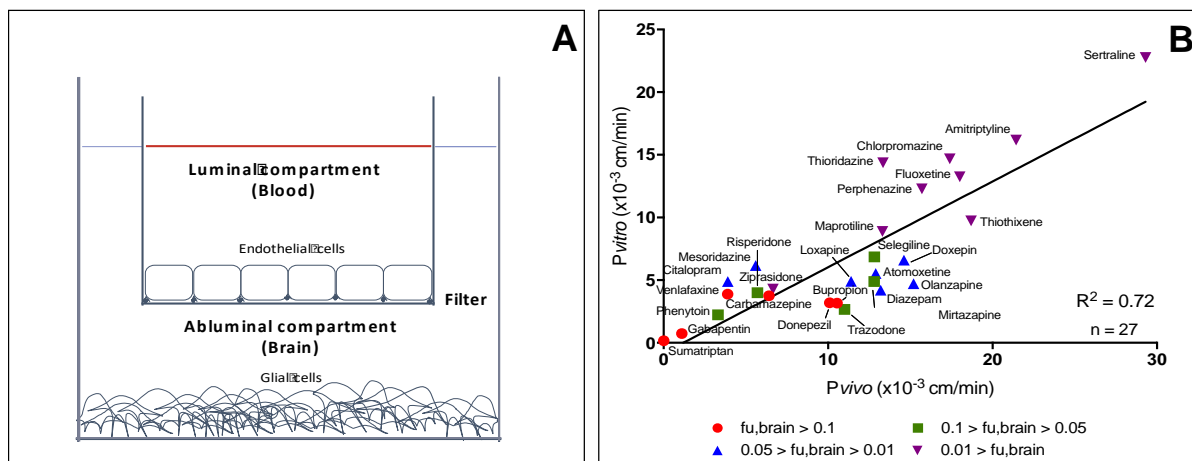 A
Luminal compartment
(Blood)
Endothelial cells
Filter
Abluminal compartment
(Brain)
Glial cells
B
Pvitro (x10-3 cm/min)
25
20
15
10
5
0
Sertraline
Amitriptyline
Chlorpromazine
Thioridazine
Fluoxetine
Perphenazine
Thiothixene
Maprotiline
Risperidone
Selegiline
Loxapine
Doxepin
Mesoridazine
Citalopram
Ziprasidone
Atomoxetine
Olanzapine
Venlafaxine
Carbamazepine
Bupropion
Diazepam
Phenytoin
Mirtazapine
Gabapentin
Donepezil
Trazodone
Sumatriptan
R2 = 0.72
n = 27
0 10 20 30
Pvivo (x10-3 cm/min)
fu,brain > 0.1
0.1 > fu,brain > 0.05
0.05 > fu,brain > 0.01
0.01 > fu,brain